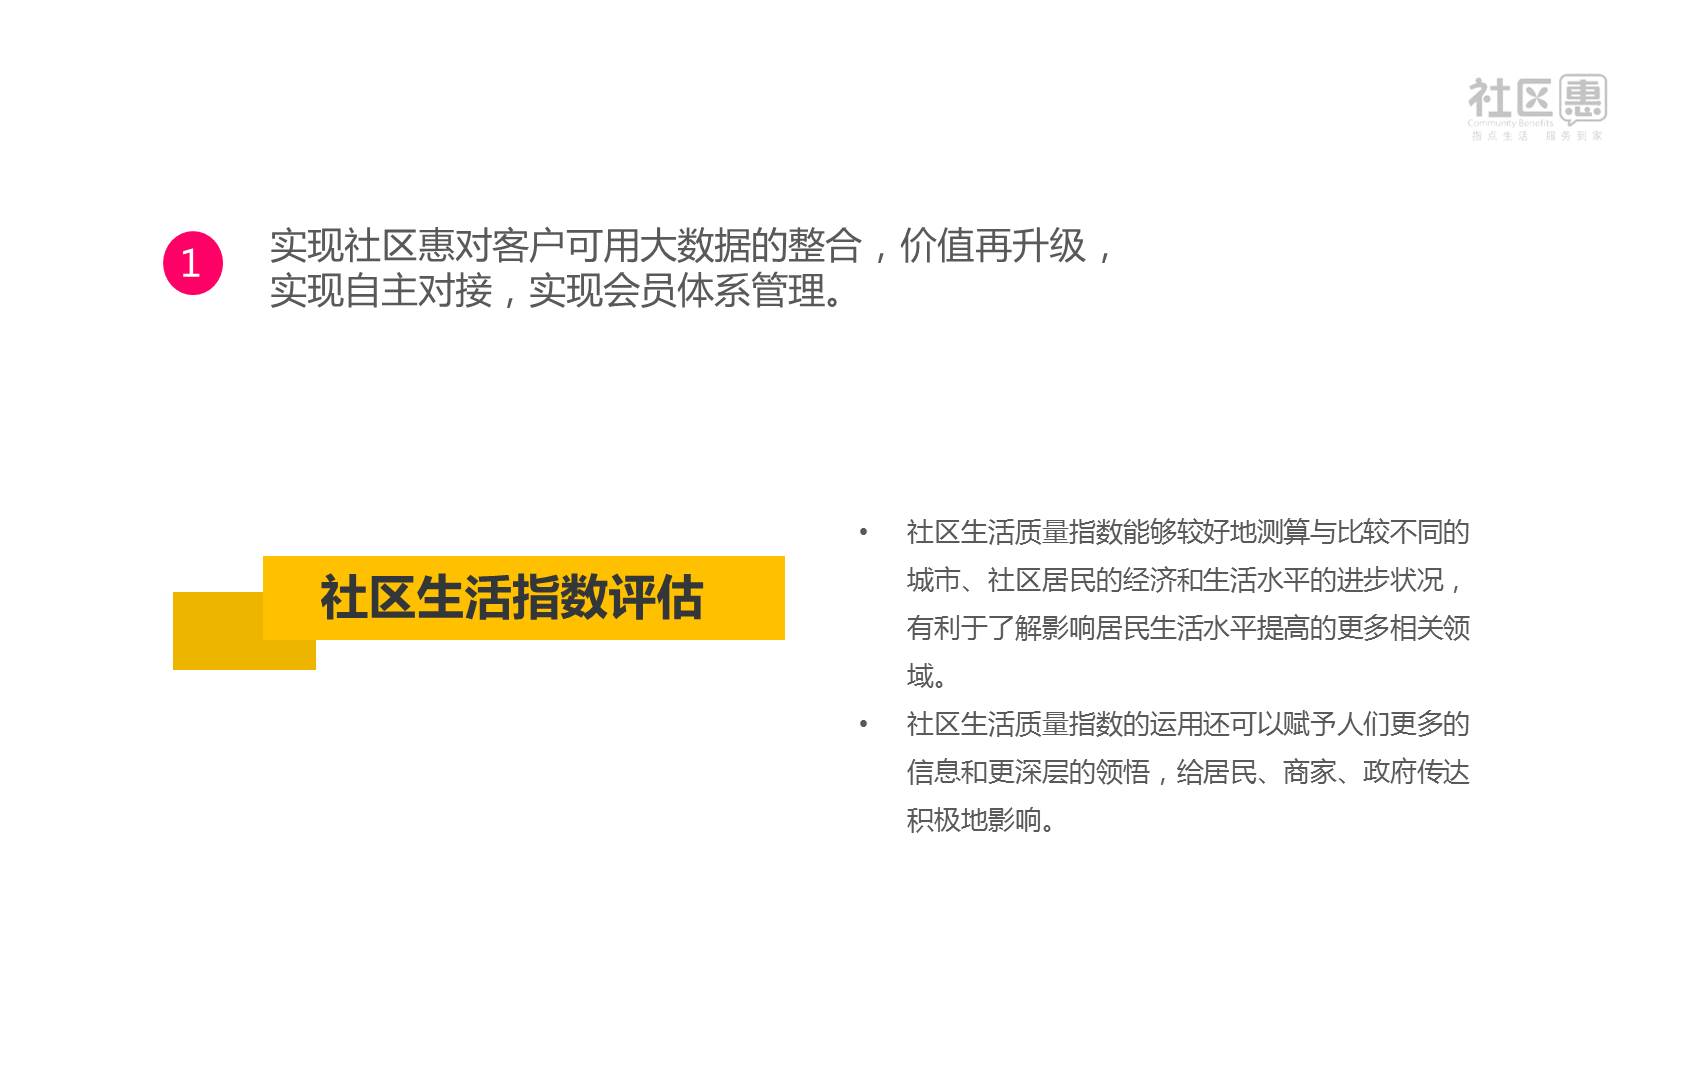 社区惠
Community Benefits
指点生活 服务到家
1
实现社区惠对客户可用大数据的整合，价值再升级，
实现自主对接，实现会员体系管理。
社区生活指数评估
• 社区生活质量指数能够较好地测算与比较不同的
城市、社区居民的经济和生活水平的进步状况，
有利于了解影响居民生活水平提高的更多相关领
域。
• 社区生活质量指数的运用还可以赋予人们更多的
信息和更深层的领悟，给居民、商家、政府传达
积极地影响。